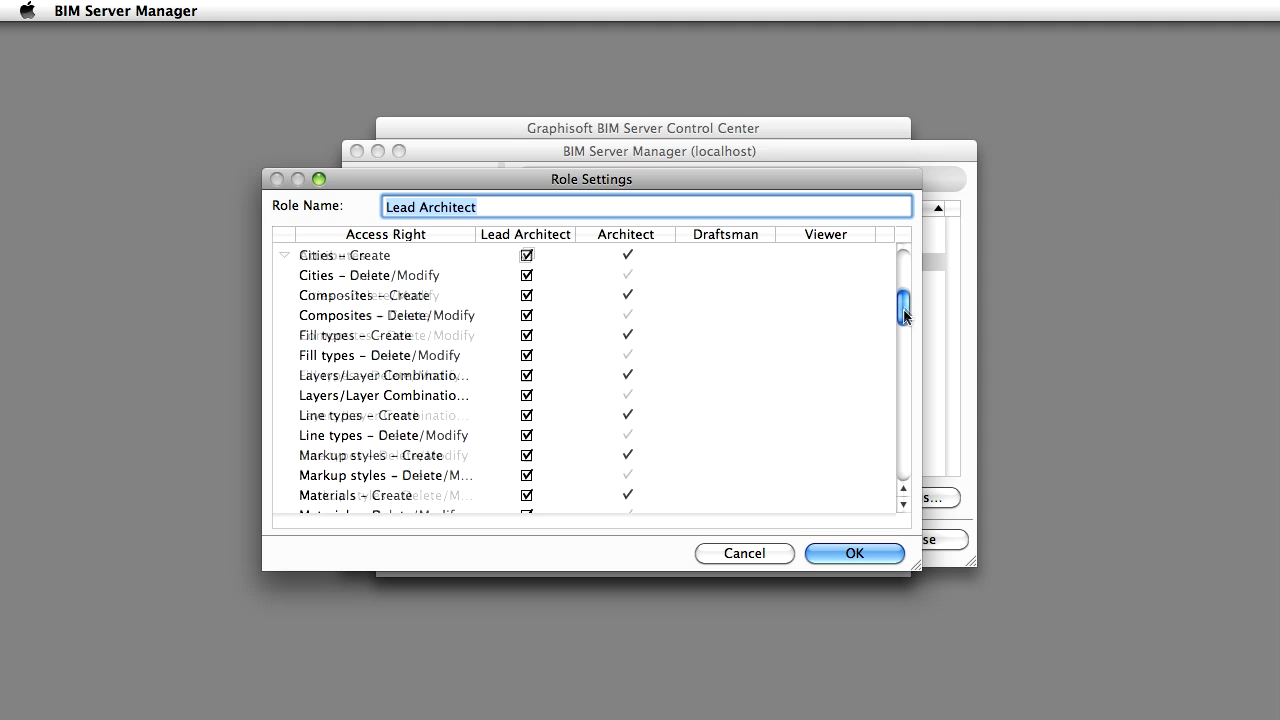 BIM Server Manager
Graphisoft BIM Server Control Center
BIM Server Manager (localhost)
Role Settings
Role Name: Lead Architect
Access Right Lead Architect Architect Draftsman Viewer
Cities – Create
Cities – Delete/Modify
Composites – Create
Composites – Delete/Modify
Fill types – Create
Fill types – Delete/Modify
Layers/Layer Combinatio...
Layers/Layer Combinatio...
Line types – Create
Line types – Delete/Modify
Markup styles – Create
Markup styles – Delete/M...
Materials – Create
s...
se
Cancel OK